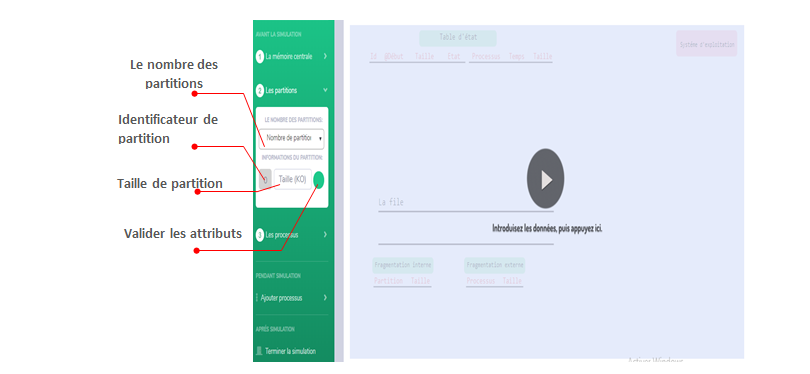 Le nombre des
partitions
Identificateur de
partition
Taille de partition
Valider les attributs
AVANT LA SIMULATION
1 La mémoire centrale
2 Les partitions
LE NOMBRE DES PARTITIONS:
Nombre de partition
INFORMATIONS DU PARTITION:
0 Taille (KO)
3 Les processus
PENDANT SIMULATION
Ajouter processus
APRÈS SIMULATION
Terminer la simulation
Table d'état
Id @début Taille Etat Processus Temps Taille
Système d'exploitation
La file
Introduisez les données, puis appuyez ici.
Fragmentation interne
Partition Taille
Fragmentation externe
Processus Taille
Activer Windows